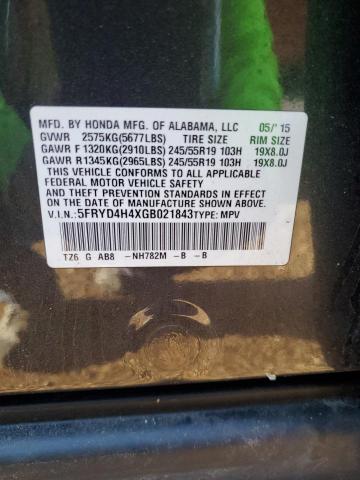 MFD. BY HONDA MFG. OF ALABAMA, LLC 05/'15
GVWR 2575KG(5677LBS) TIRE SIZE RIM SIZE
GAWR F 1320KG(2910LBS) 245/55R19 103H 19X8.0J
GAWR R 1345KG(2965LBS) 245/55R19 103H 19X8.0J
THIS VEHICLE CONFORMS TO ALL APPLICABLE
FEDERAL MOTOR VEHICLE SAFETY
AND THEFT PREVENTION STANDARDS IN EFFECT
ON THE DATE OF MANUFACTURE SHOWN ABOVE.
V.I.N.:5FRYD4H4XGB021843 TYPE: MPV
TZ6 G AB8 -NH782M -B -B